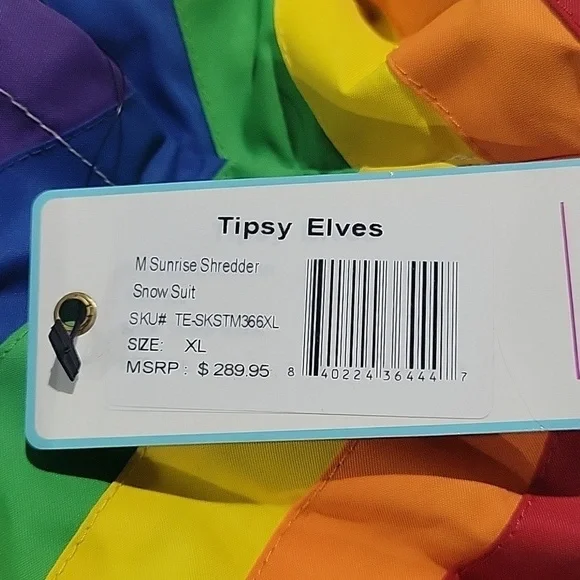 Tipsy Elves
M Sunrise Shredder
Snow Suit
SKU# TE-SKSTM366XL
SIZE: XL
MSRP : $ 289.95
8 40224 36444 7